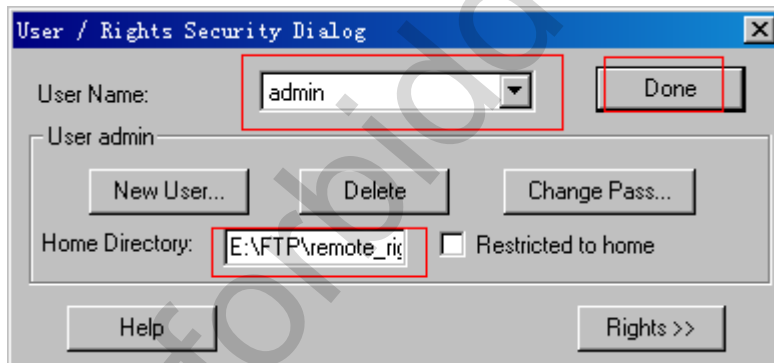 User / Rights Security Dialog
User Name:
admin
Done
User admin
New User...
Delete
Change Pass...
Home Directory:
E:\FTP\remote_rig
Restricted to home
Help
Rights >>